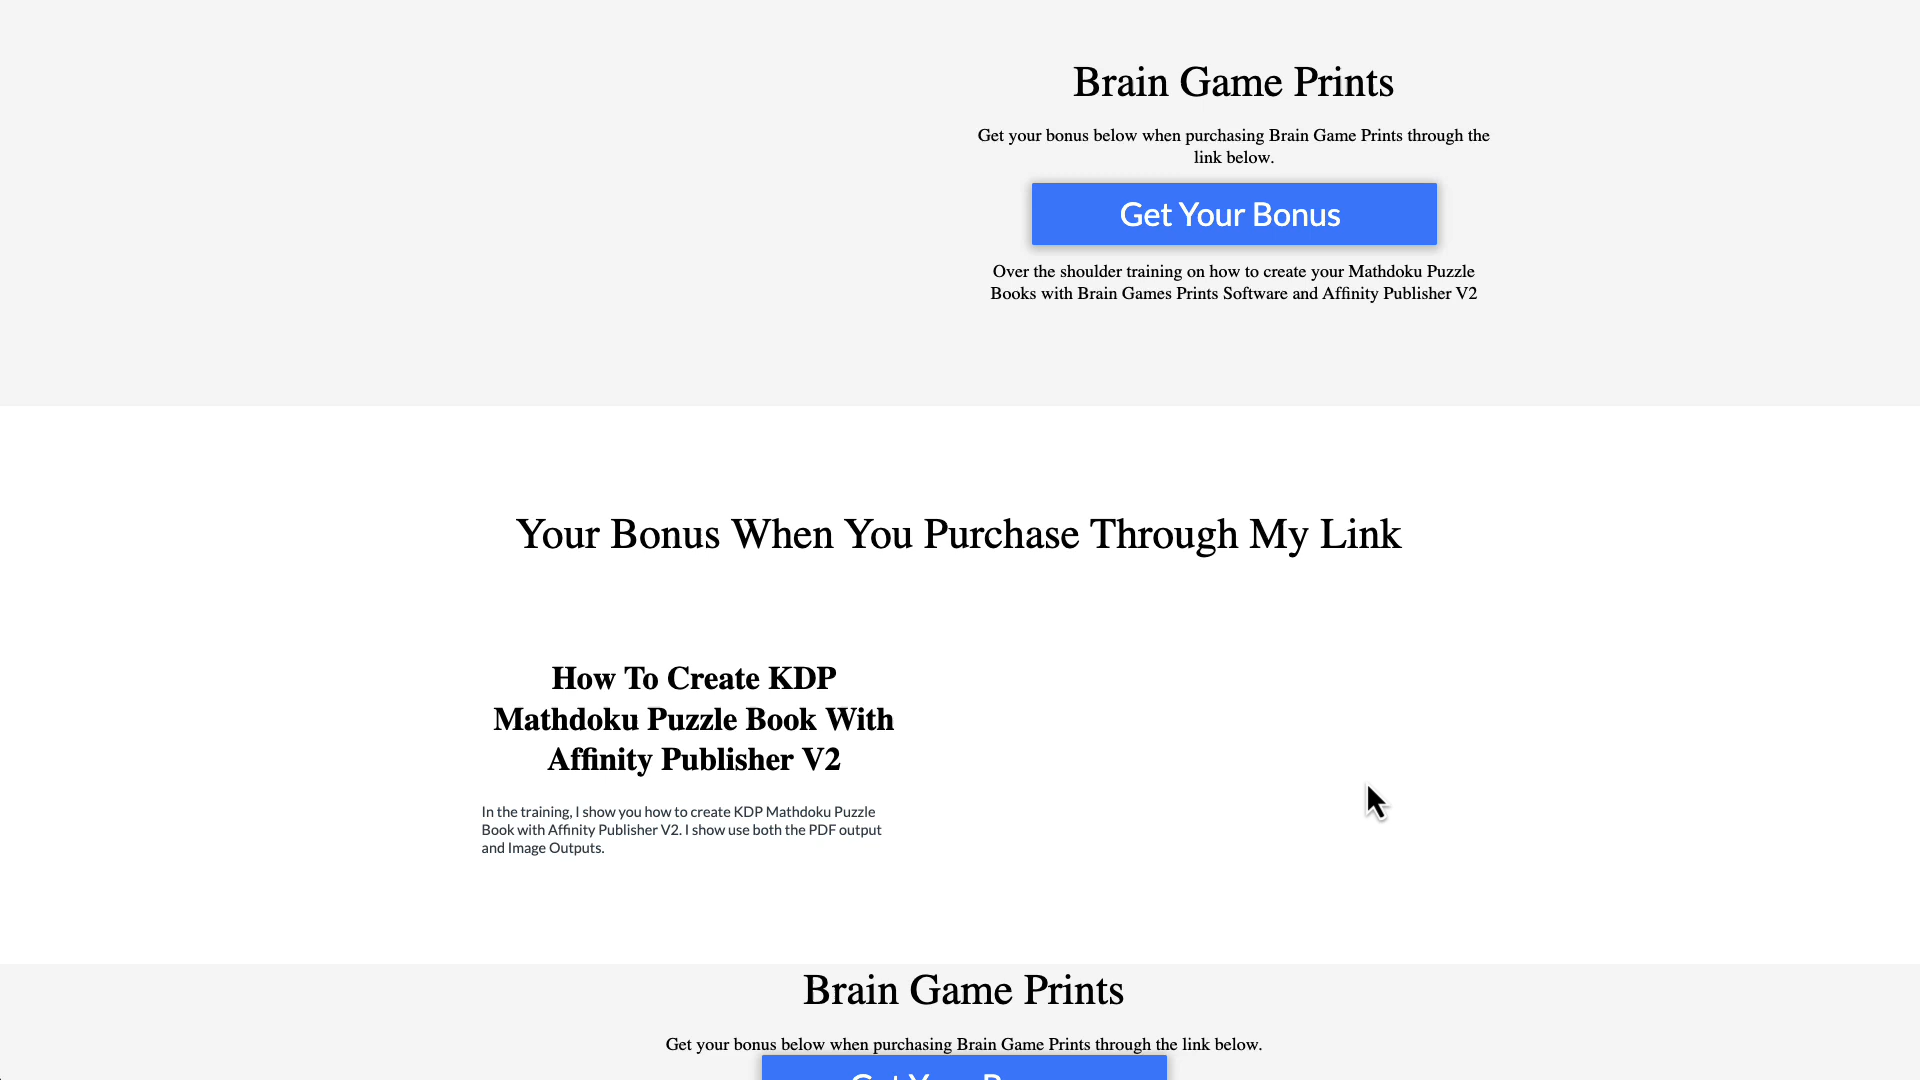 Brain Game Prints
Get your bonus below when purchasing Brain Game Prints through the
link below.
Get Your Bonus
Over the shoulder training on how to create your Mathdoku Puzzle
Books with Brain Games Prints Software and Affinity Publisher V2
Your Bonus When You Purchase Through My Link
How To Create KDP
Mathdoku Puzzle Book With
Affinity Publisher V2
In the training, I show you how to create KDP Mathdoku Puzzle
Book with Affinity Publisher V2. I show use both the PDF output
and Image Outputs.
Brain Game Prints
Get your bonus below when purchasing Brain Game Prints through the link below.